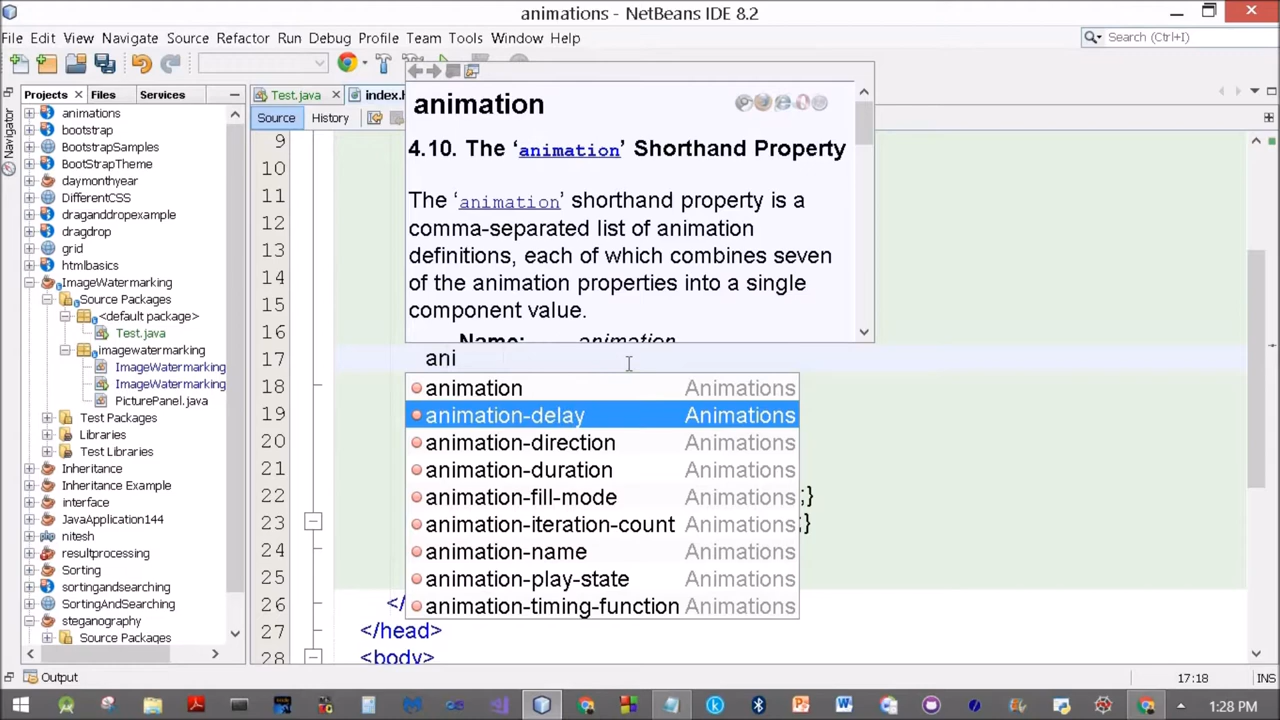 animations - NetBeans IDE 8.2
File Edit View Navigate Source Refactor Run Debug Profile Team Tools Window Help
Search (Ctrl+I)
Projects Files Services
Test.java index.h
Source History
Navigator
animations
bootstrap
BootstrapSamples
BootStrapTheme
daymonthyear
DifferentCSS
draganddropexample
dragdrop
grid
htmlbasics
ImageWatermarking
Source Packages
<default package>
Test.java
imagewatermarking
ImageWatermarking
ImageWatermarking
PicturePanel.java
Test Packages
Libraries
Test Libraries
Inheritance
Inheritance Example
interface
JavaApplication144
nitesh
resultprocessing
Sorting
sortingandsearching
SortingAndSearching
steganography
Source Packages
animation
4.10. The ‘animation’ Shorthand Property
The ‘animation’ shorthand property is a
comma-separated list of animation
definitions, each of which combines seven
of the animation properties into a single
component value.
Name: animation
9
10
11
12
13
14
15
16
17 ani
18 animation Animations
19 animation-delay Animations
20 animation-direction Animations
21 animation-duration Animations
22 animation-fill-mode Animations ;}
23 animation-iteration-count Animations ;}
24 animation-name Animations
25 animation-play-state Animations
26 </ animation-timing-function Animations
27 </head>
28 <body>
Output
17:18 INS
1:28 PM